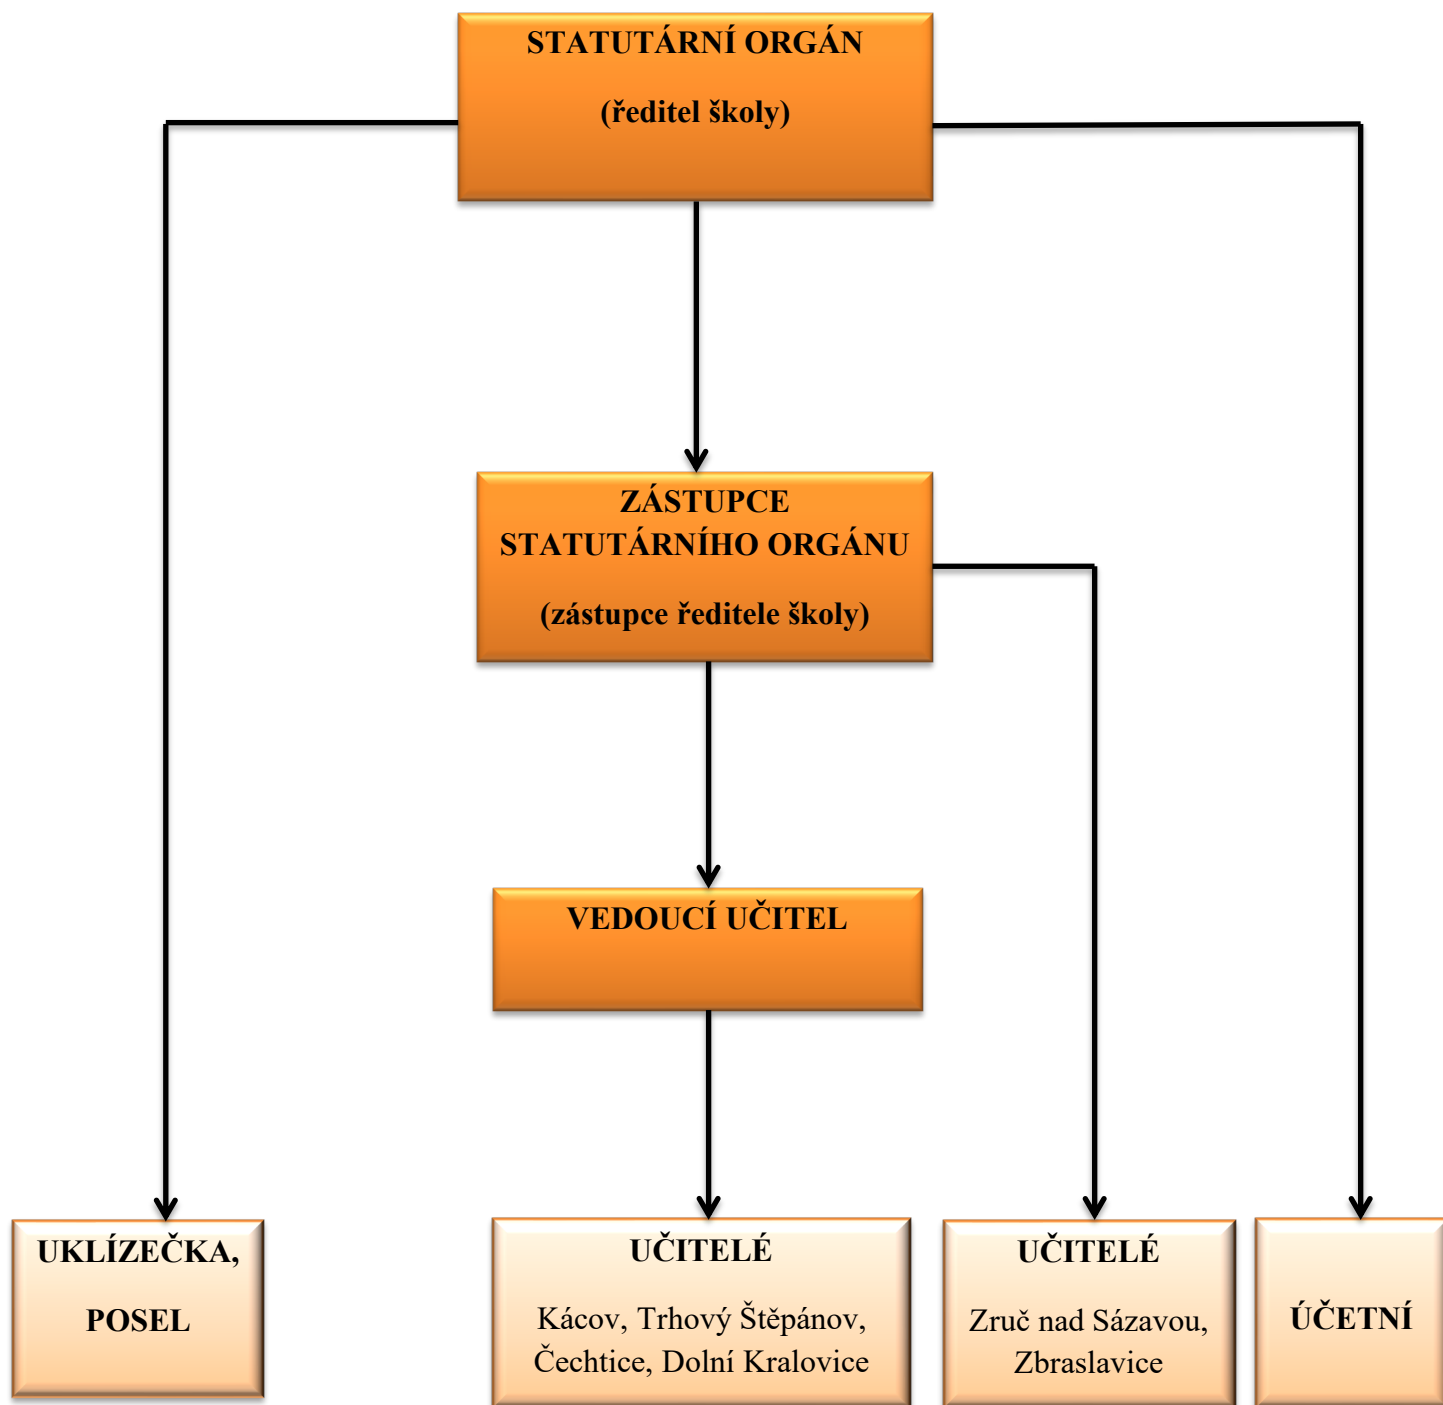 STATUTÁRNÍ ORGÁN
(ředitel školy)
ZÁSTUPCE
STATUTÁRNÍHO ORGÁNU
(zástupce ředitele školy)
VEDOUCÍ UČITEL
UKLÍZEČKA,
POSEL
UČITELÉ
Kácov, Trhový Štěpánov,
Čechtice, Dolní Kralovice
UČITELÉ
Zruč nad Sázavou,
Zbraslavice
ÚČETNÍ